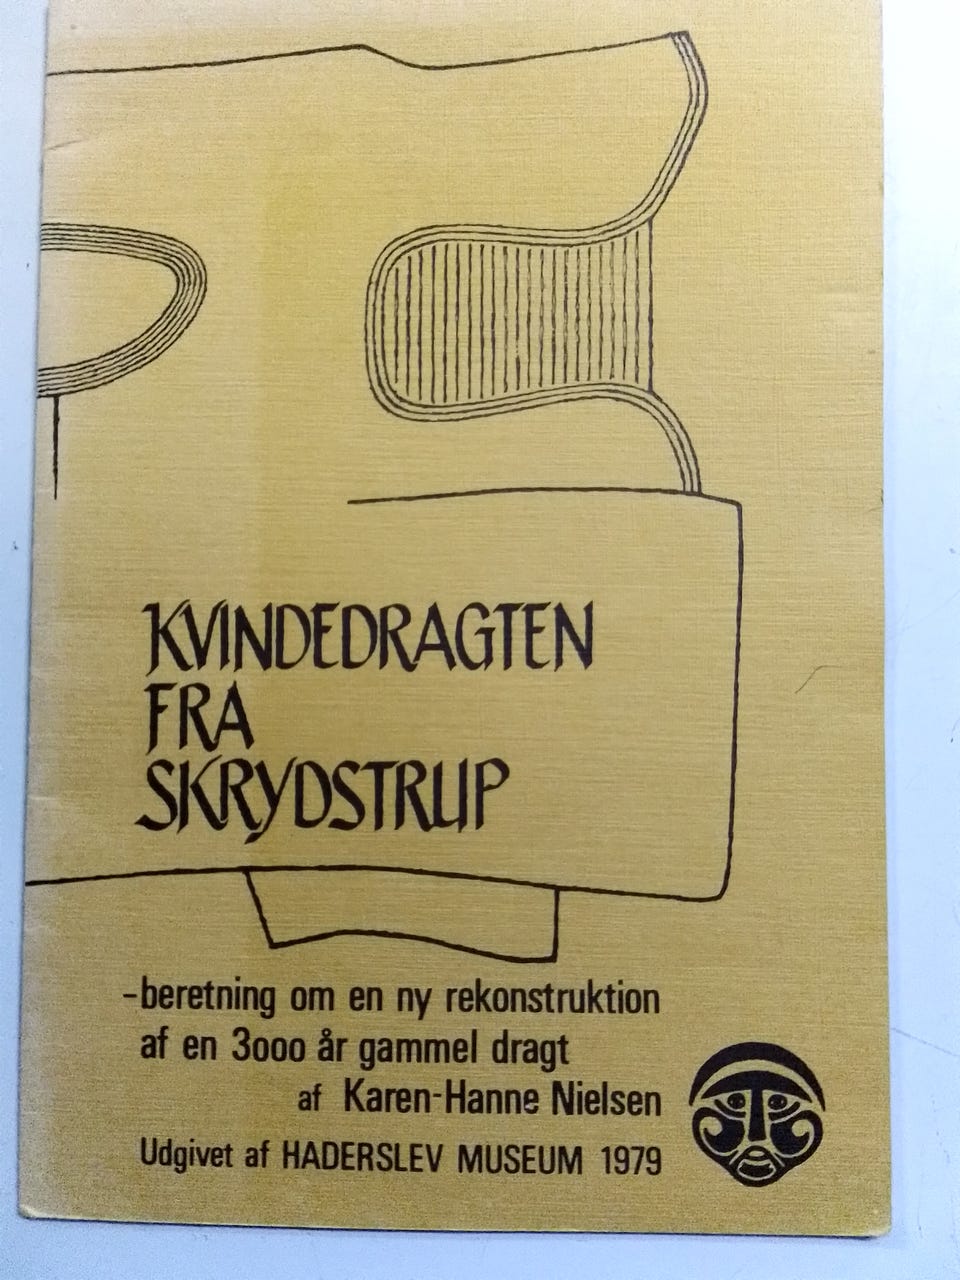 KVINDEDRAGTEN
FRA
SKRYDSTRUP
-beretning om en ny rekonstruktion
af en 3000 år gammel dragt
af Karen-Hanne Nielsen
Udgivet af HADERSLEV MUSEUM 1979